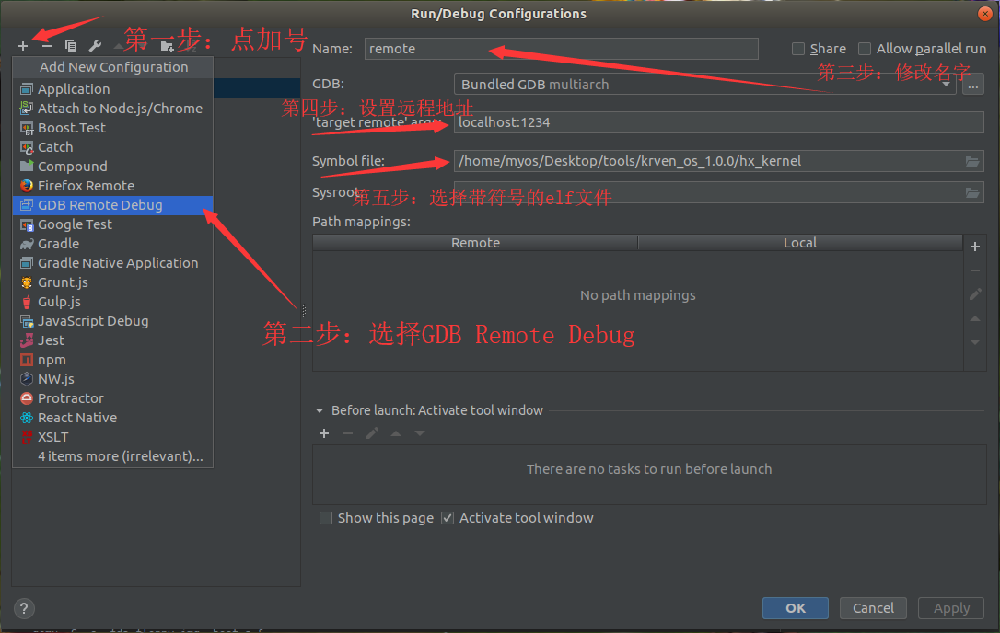 Run/Debug Configurations
第一步：点加号
Add New Configuration
Application
Attach to Node.js/Chrome
Boost.Test
Catch
Compound
Firefox Remote
GDB Remote Debug
Google Test
Gradle
Gradle Native Application
Grunt.js
Gulp.js
JavaScript Debug
Jest
npm
NW.js
Protractor
React Native
XSLT
4 items more (irrelevant)...
第二步：选择GDB Remote Debug
Name: remote
Share
Allow parallel run
第三步：修改名字
GDB: Bundled GDB multiarch
...
第四步：设置远程地址
'target remote' args: localhost:1234
Symbol file: /home/myos/Desktop/tools/krven_os_1.0.0/hx_kernel
Sysroot:
第五步：选择带符号的elf文件
Path mappings:
Remote Local
No path mappings
Before launch: Activate tool window
There are no tasks to run before launch
Show this page
Activate tool window
?
OK Cancel Apply